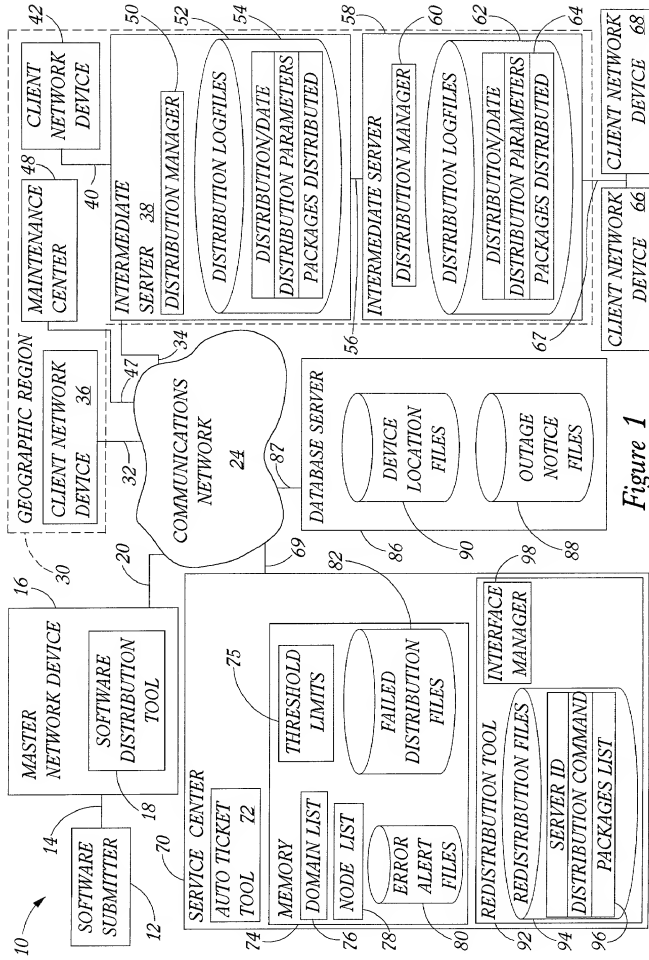 10
SOFTWARE
SUBMITTER
12
14
MASTER
NETWORK DEVICE
16
SOFTWARE
DISTRIBUTION
TOOL
18
20
GEOGRAPHIC REGION
30
CLIENT NETWORK
DEVICE 36
32
MAINTENANCE
CENTER
48
47
CLIENT
NETWORK
DEVICE
42
40
COMMUNICATIONS
NETWORK
24
34
INTERMEDIATE
SERVER 38
DISTRIBUTION MANAGER
50
DISTRIBUTION LOGFILES
52
DISTRIBUTION/DATE
DISTRIBUTION PARAMETERS
PACKAGES DISTRIBUTED
54
56
INTERMEDIATE SERVER
58
DISTRIBUTION MANAGER
60
DISTRIBUTION LOGFILES
62
DISTRIBUTION/DATE
DISTRIBUTION PARAMETERS
PACKAGES DISTRIBUTED
64
67
CLIENT NETWORK
DEVICE 66
CLIENT NETWORK
DEVICE 68
69
87
SERVICE CENTER
70
AUTO TICKET
TOOL 72
MEMORY
74
DOMAIN LIST
76
NODE LIST
78
ERROR
ALERT
FILES
80
75
THRESHOLD
LIMITS
82
FAILED
DISTRIBUTION
FILES
REDISTRIBUTION TOOL
92
REDISTRIBUTION FILES
94
SERVER ID
DISTRIBUTION COMMAND
PACKAGES LIST
96
INTERFACE
MANAGER
98
DATABASE SERVER
86
DEVICE
LOCATION
FILES
90
OUTAGE
NOTICE
FILES
88
Figure 1